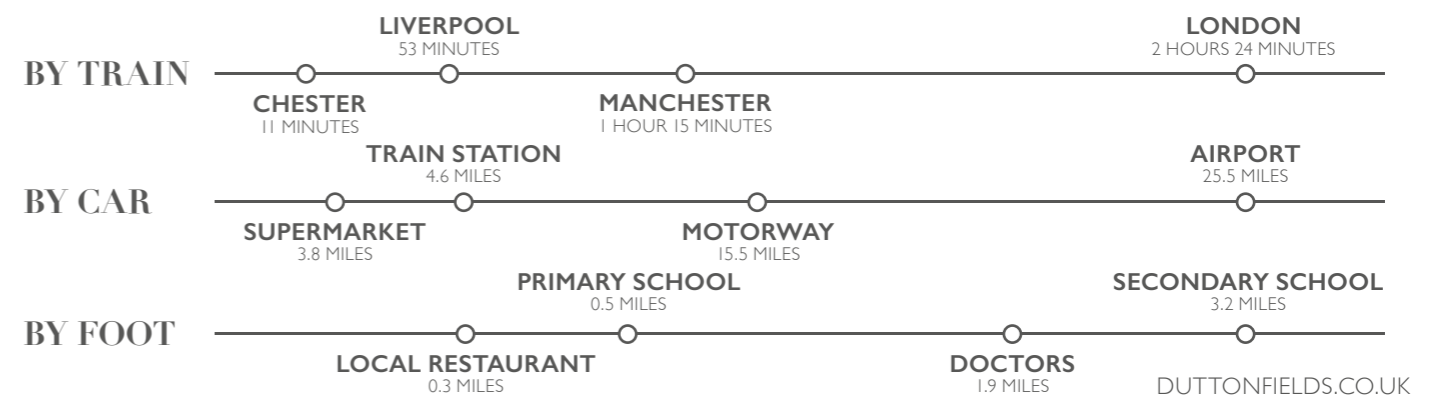 BY TRAIN
LIVERPOOL
53 MINUTES
LONDON
2 HOURS 24 MINUTES
CHESTER
11 MINUTES
MANCHESTER
1 HOUR 15 MINUTES
BY CAR
TRAIN STATION
4.6 MILES
AIRPORT
25.5 MILES
SUPERMARKET
3.8 MILES
MOTORWAY
15.5 MILES
BY FOOT
PRIMARY SCHOOL
0.5 MILES
SECONDARY SCHOOL
3.2 MILES
LOCAL RESTAURANT
0.3 MILES
DOCTORS
1.9 MILES
DUTTONFIELDS.CO.UK